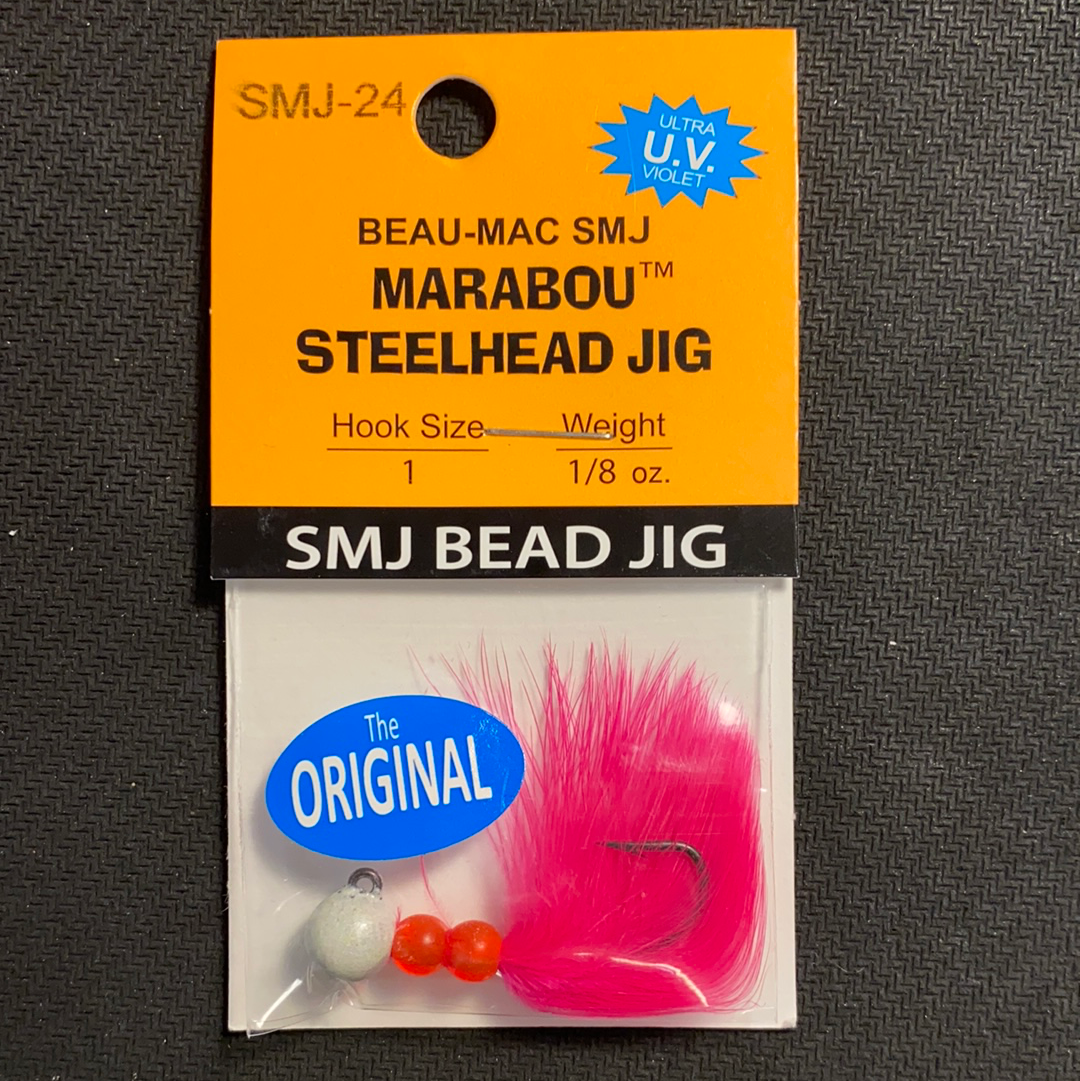 SMJ-24
ULTRA
U.V.
VIOLET
BEAU-MAC SMJ
MARABOU™
STEELHEAD JIG
Hook Size Weight
1 1/8 oz.
SMJ BEAD JIG
The
ORIGINAL